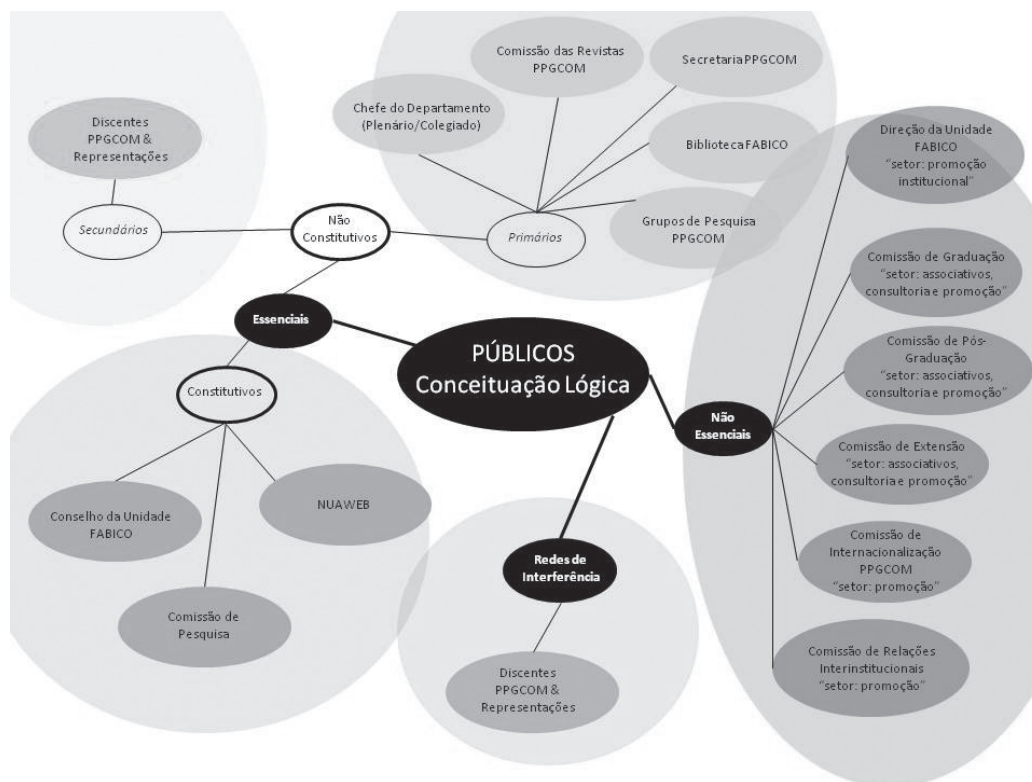 Comissão das Revistas
PPGCOM
Secretaria PPGCOM
Chefe do Departamento
(Plenário/Colegiado)
Biblioteca FABICO
Grupos de Pesquisa
PPGCOM
Primários
Discentes
PPGCOM &
Representações
Secundários
Não
Constitutivos
Essenciais
Constitutivos
Conselho da Unidade
FABICO
NUAWEB
Comissão de
Pesquisa
PÚBLICOS
Conceituação Lógica
Redes de
Interferência
Discentes
PPGCOM &
Representações
Não
Essenciais
Direção da Unidade
FABICO
“setor: promoção
institucional”
Comissão de Graduação
“setor: associativos,
consultoria e promoção”
Comissão de Pós-
Graduação
“setor: associativos,
consultoria e promoção”
Comissão de Extensão
“setor: associativos,
consultoria e promoção”
Comissão de
Internacionalização
PPGCOM
“setor: promoção”
Comissão de Relações
Interinstitucionais
“setor: promoção”